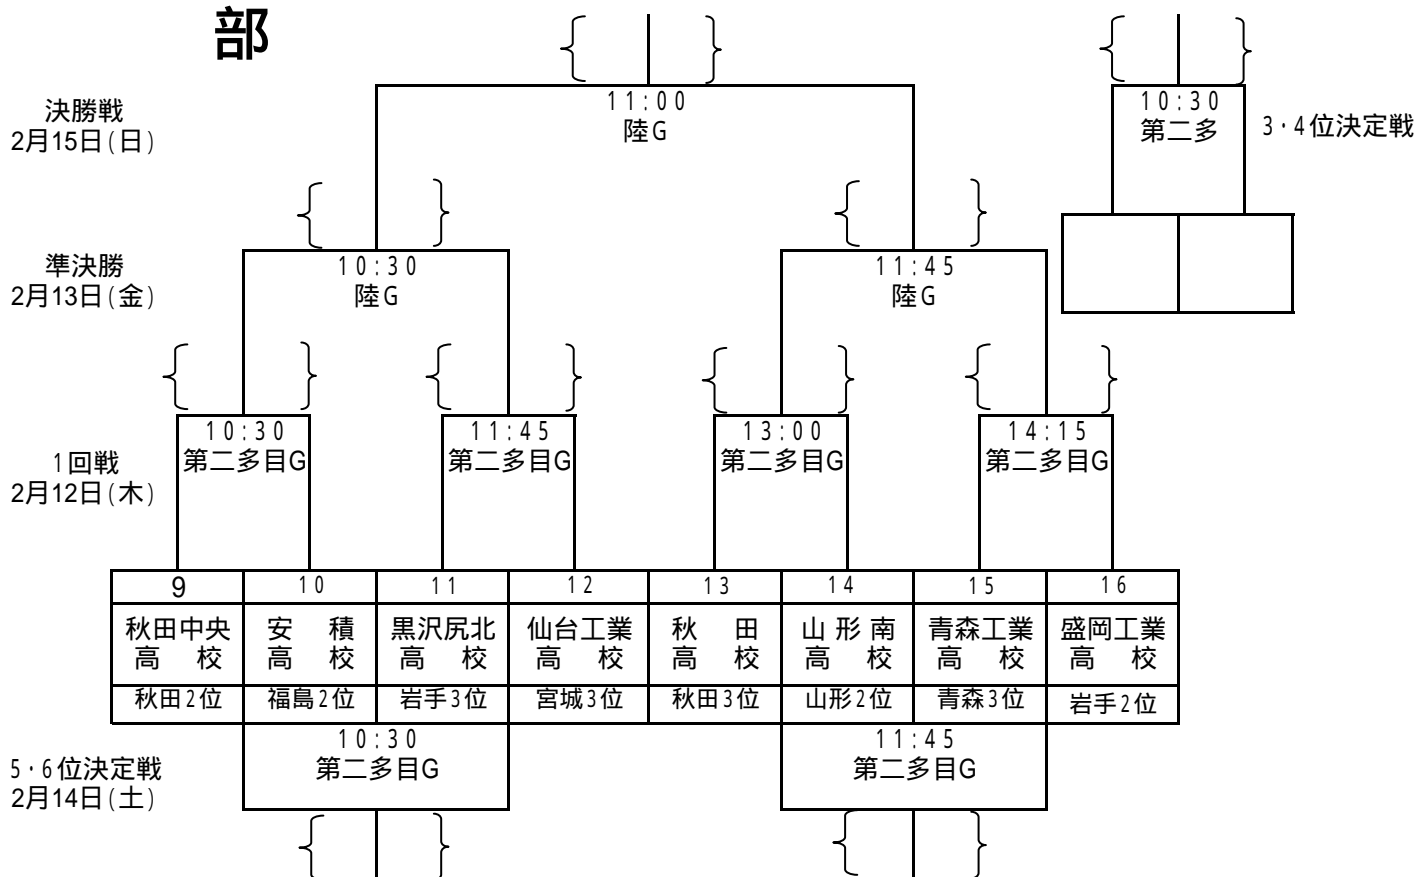 部
11:00
陸G
10:30
第二多
3・4位決定戦
決勝戦
2月15日(日)
準決勝
2月13日(金)
10:30
陸G
11:45
陸G
1回戦
2月12日(木)
10:30
第二多目G
11:45
第二多目G
13:00
第二多目G
14:15
第二多目G
9 10 11 12 13 14 15 16
秋田中央 安積 黒沢尻北 仙台工業 秋田 山形南 青森工業 盛岡工業
高校 高校 高校 高校 高校 高校 高校 高校
秋田2位 福島2位 岩手3位 宮城3位 秋田3位 山形2位 青森3位 岩手2位
5・6位決定戦
2月14日(土)
10:30
第二多目G
11:45
第二多目G